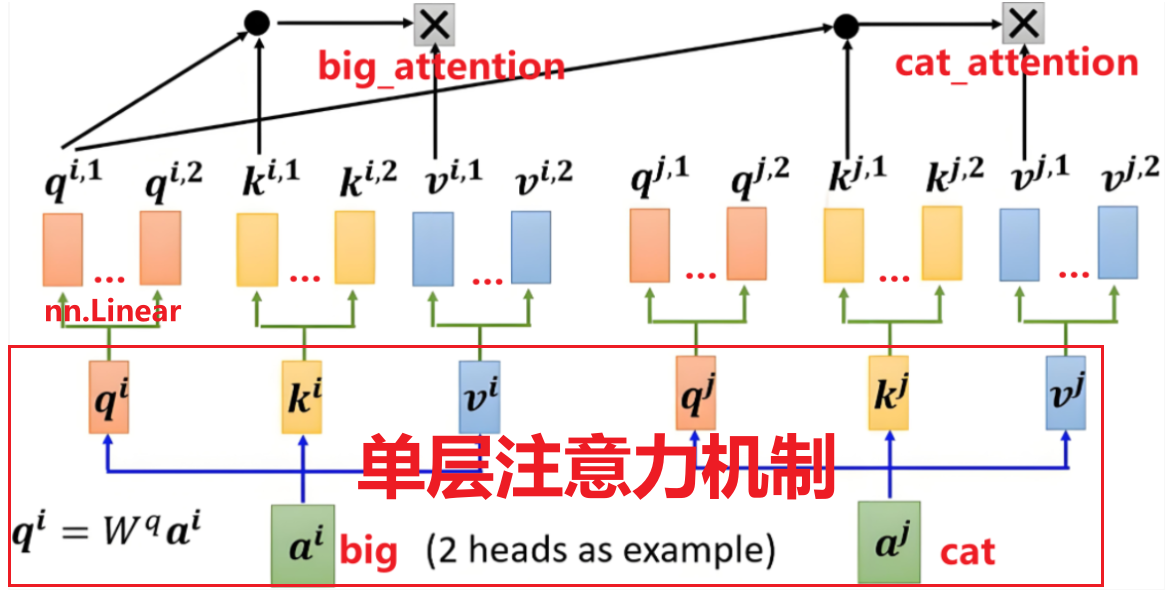 big_attention
cat_attention
q^{i,1} q^{i,2} k^{i,1} k^{i,2} v^{i,1} v^{i,2} q^{j,1} q^{j,2} k^{j,1} k^{j,2} v^{j,1} v^{j,2}
... ... ... ... ... ...
nn.Linear
q^i k^i v^i q^j k^j v^j
单层注意力机制
q^i = W^q a^i
a^i big (2 heads as example) a^j cat